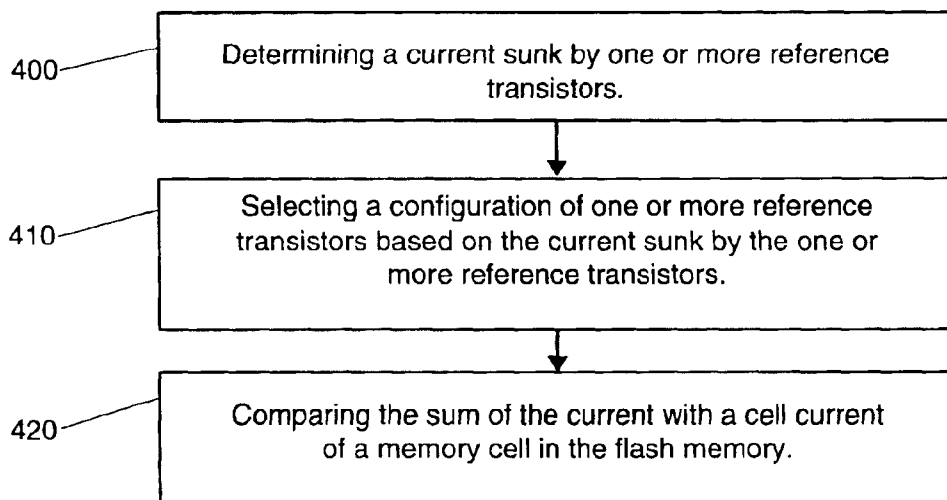 400
Determining a current sunk by one or more reference
transistors.
410
Selecting a configuration of one or more reference
transistors based on the current sunk by the one or
more reference transistors.
420
Comparing the sum of the current with a cell current
of a memory cell in the flash memory.